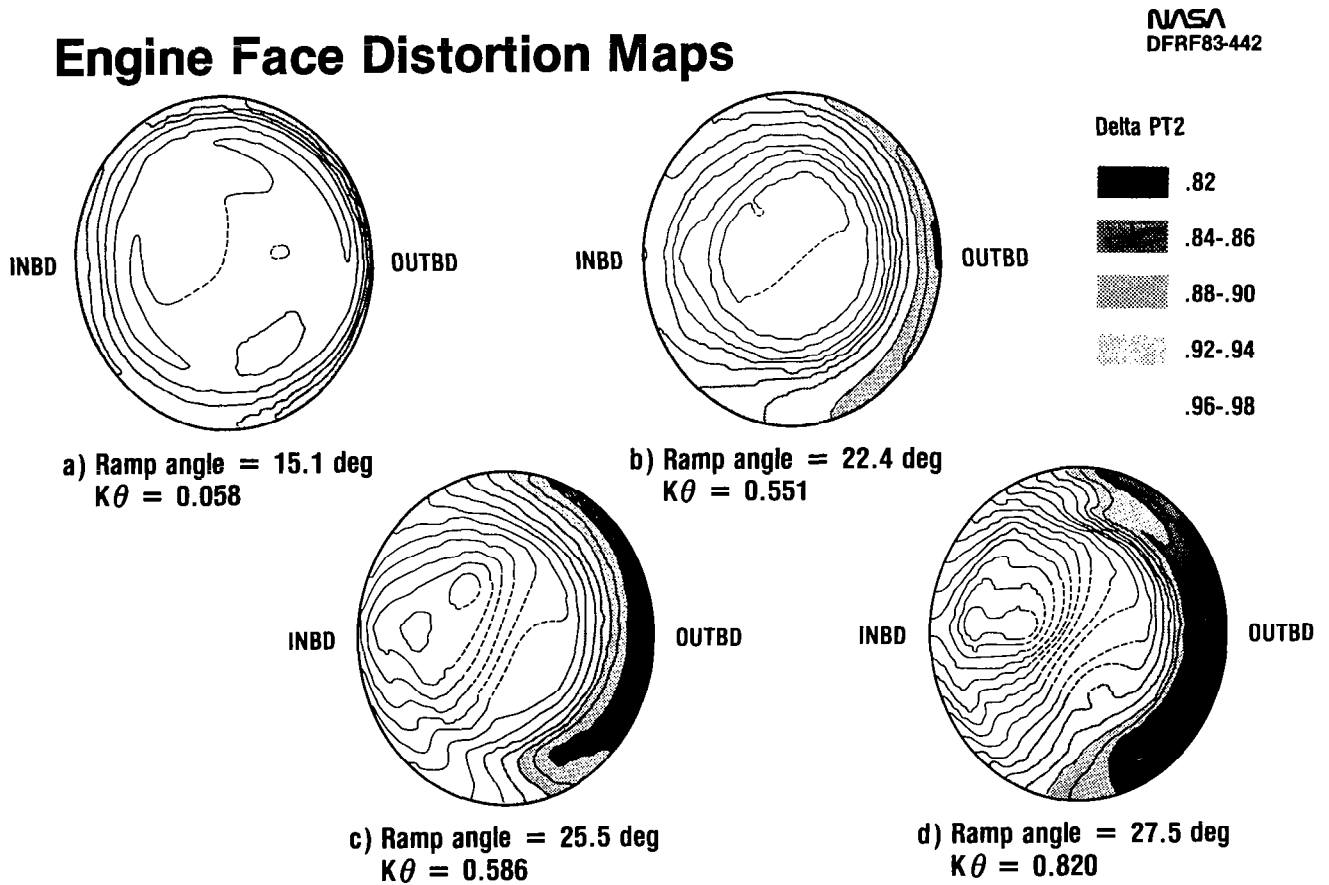 NASA
DFRF83-442
Engine Face Distortion Maps
Delta PT2
.82
.84-.86
.88-.90
.92-.94
.96-.98
INBD
OUTBD
INBD
OUTBD
a) Ramp angle = 15.1 deg
Kθ = 0.058
b) Ramp angle = 22.4 deg
Kθ = 0.551
INBD
OUTBD
INBD
OUTBD
c) Ramp angle = 25.5 deg
Kθ = 0.586
d) Ramp angle = 27.5 deg
Kθ = 0.820